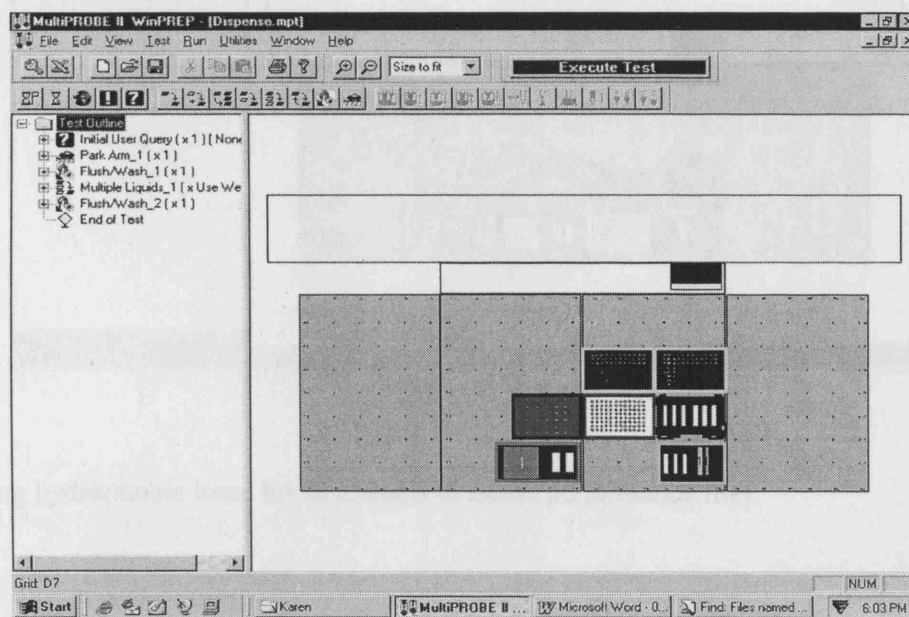 MultiPROBE II WinPREP - [Dispense.mpt]
File Edit View Test Run Utilities Window Help
Size to fit
Execute Test
Test Outline
Initial User Query ( x 1 ) ( None
Park Arm_1 ( x 1 )
Flush/Wash_1 ( x 1 )
Multiple Liquids_1 ( x Use We
Flush/Wash_2 ( x 1 )
End of Test
Grid: D7
NUM
Start
Karen
MultiPROBE II ...
Microsoft Word - 0...
Find: Files named ...
6:03 PM